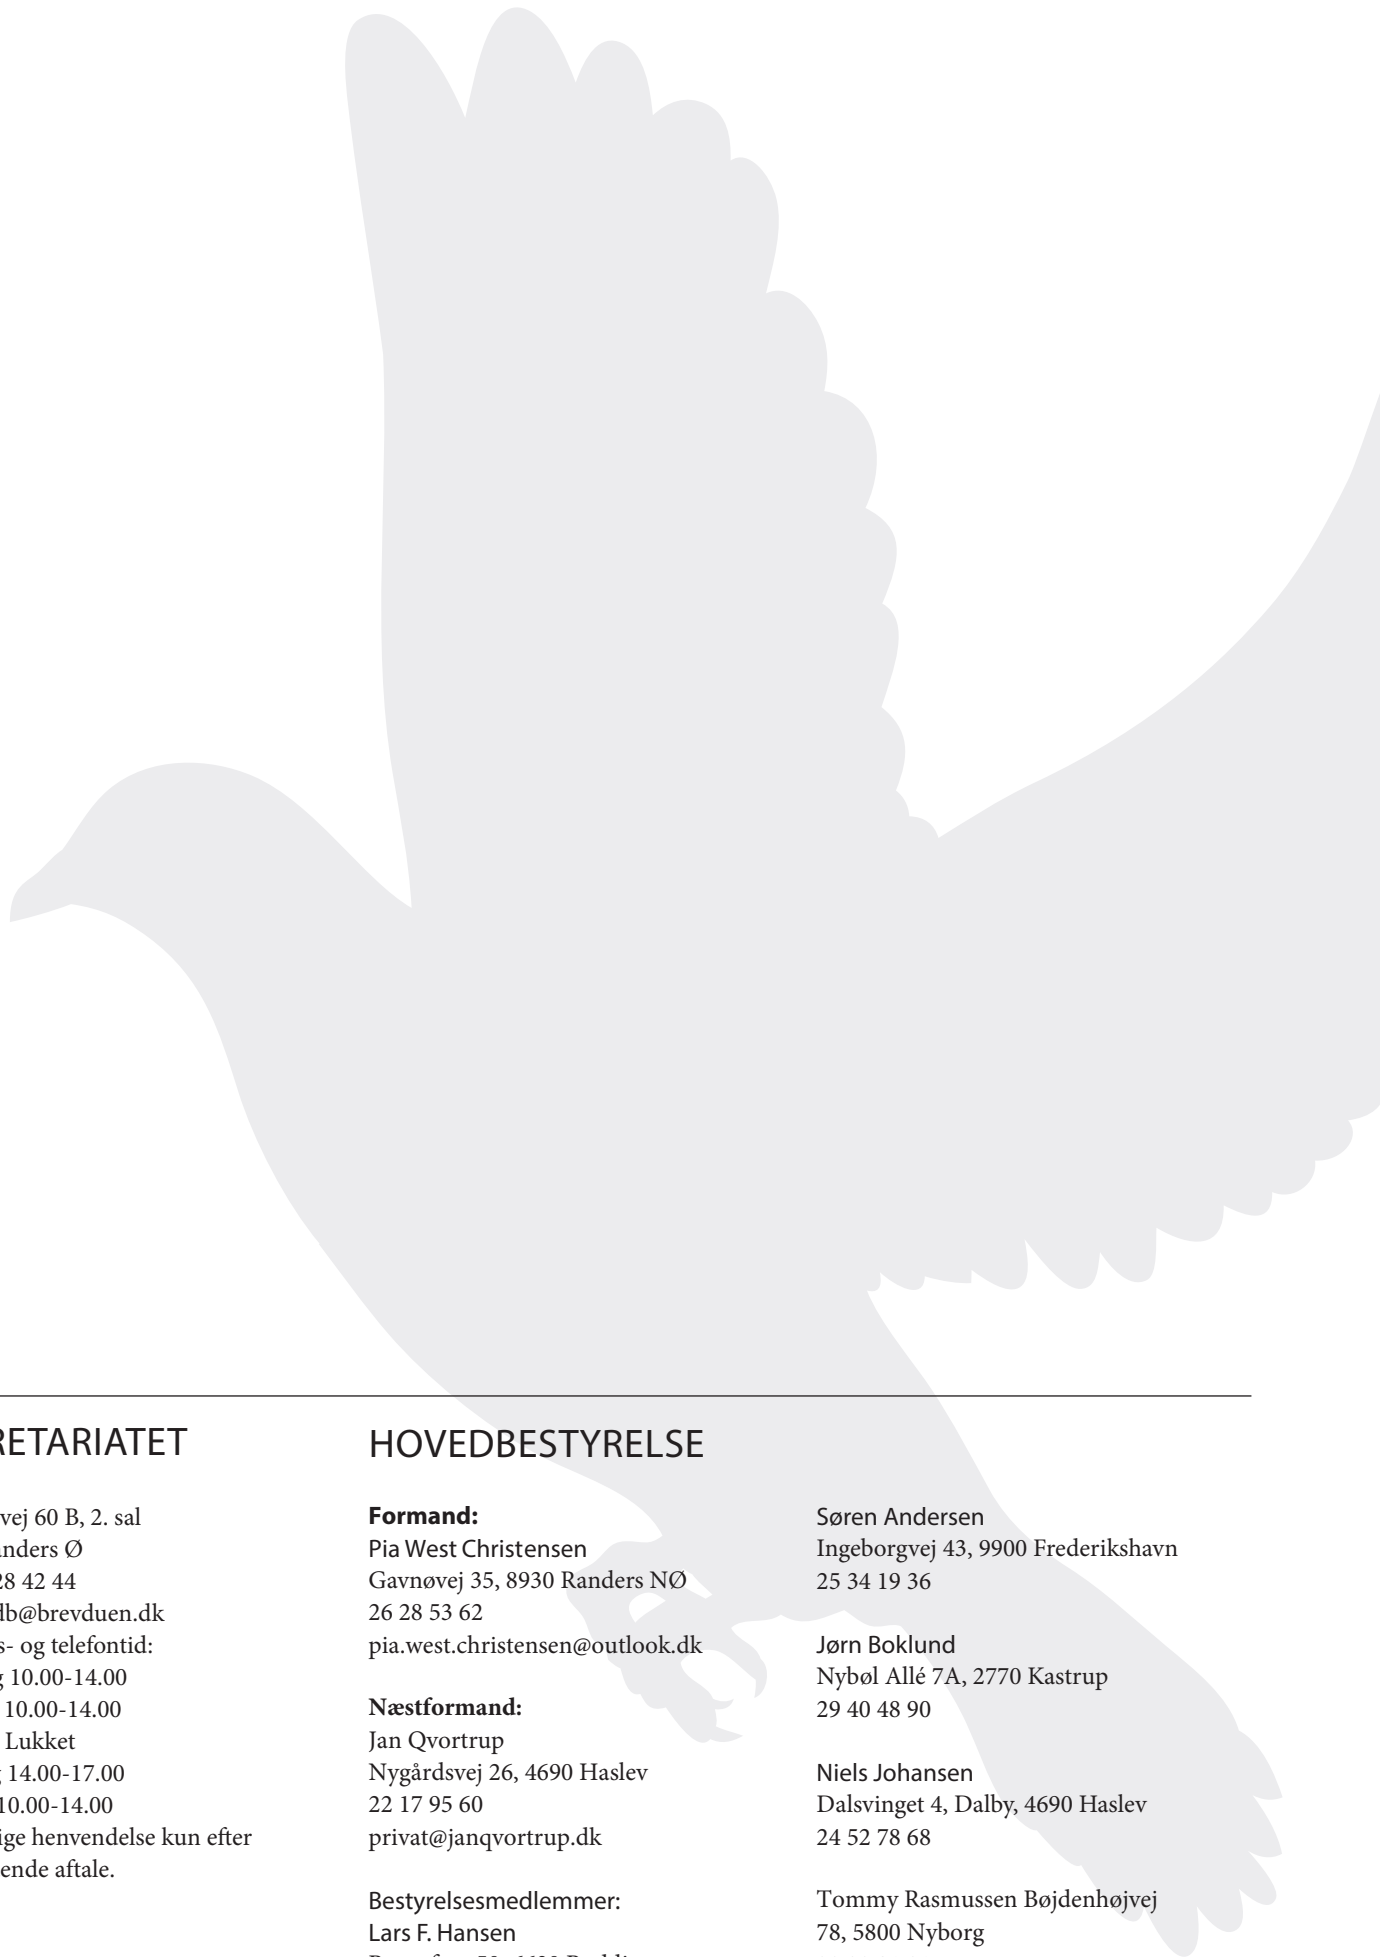 RETARIATET
vej 60 B, 2. sal
anders Ø
28 42 44
db@brevduen.dk
s- og telefontid:
g 10.00-14.00
10.00-14.00
Lukket
g 14.00-17.00
10.00-14.00
ige henvendelse kun efter
ende aftale.
HOVEDBESTYRELSE
Formand:
Pia West Christensen
Gavnøvej 35, 8930 Randers NØ
26 28 53 62
pia.west.christensen@outlook.dk
Næstformand:
Jan Qvortrup
Nygårdsvej 26, 4690 Haslev
22 17 95 60
privat@janqvortrup.dk
Bestyrelsesmedlemmer:
Lars F. Hansen
Søren Andersen
Ingeborgvej 43, 9900 Frederikshavn
25 34 19 36
Jørn Boklund
Nybøl Allé 7A, 2770 Kastrup
29 40 48 90
Niels Johansen
Dalsvinget 4, Dalby, 4690 Haslev
24 52 78 68
Tommy Rasmussen Bøjdenhøjvej
78, 5800 Nyborg